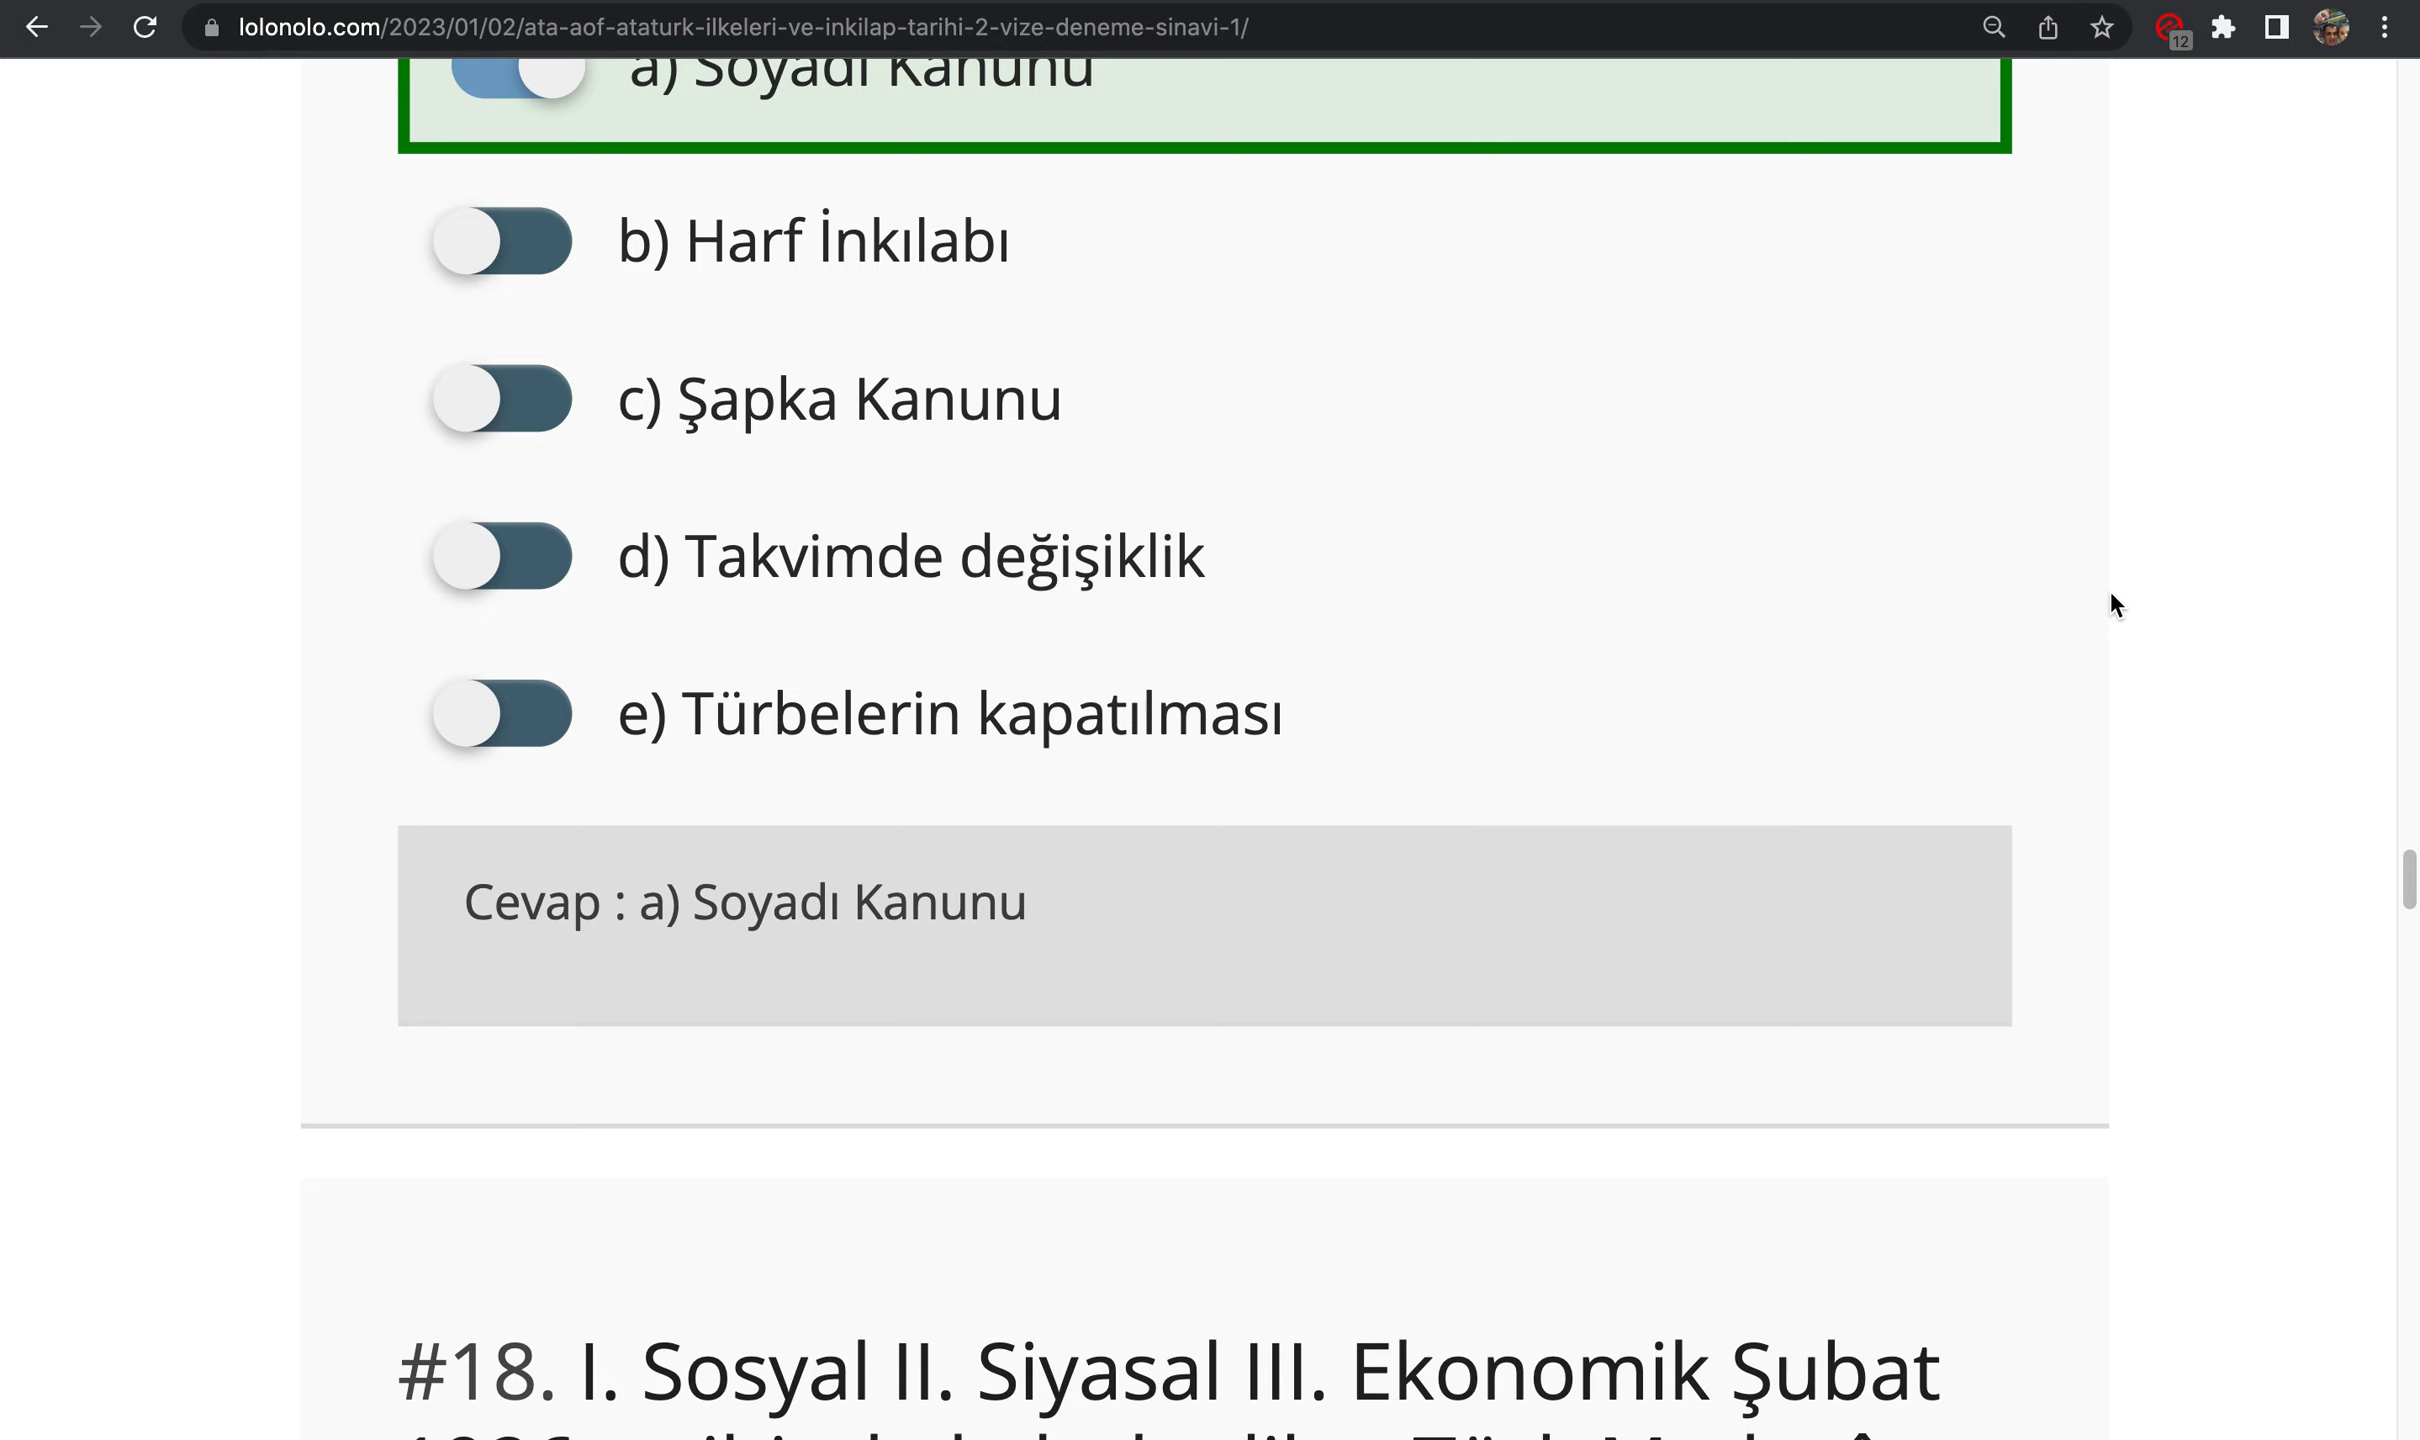 lolonolo.com/2023/01/02/ata-aof-ataturk-ilkeleri-ve-inkilap-tarihi-2-vize-deneme-sinavi-1/
12
a) Soyadı Kanunu
b) Harf İnkılabı
c) Şapka Kanunu
d) Takvimde değişiklik
e) Türbelerin kapatılması
Cevap : a) Soyadı Kanunu
#18. I. Sosyal II. Siyasal III. Ekonomik Şubat